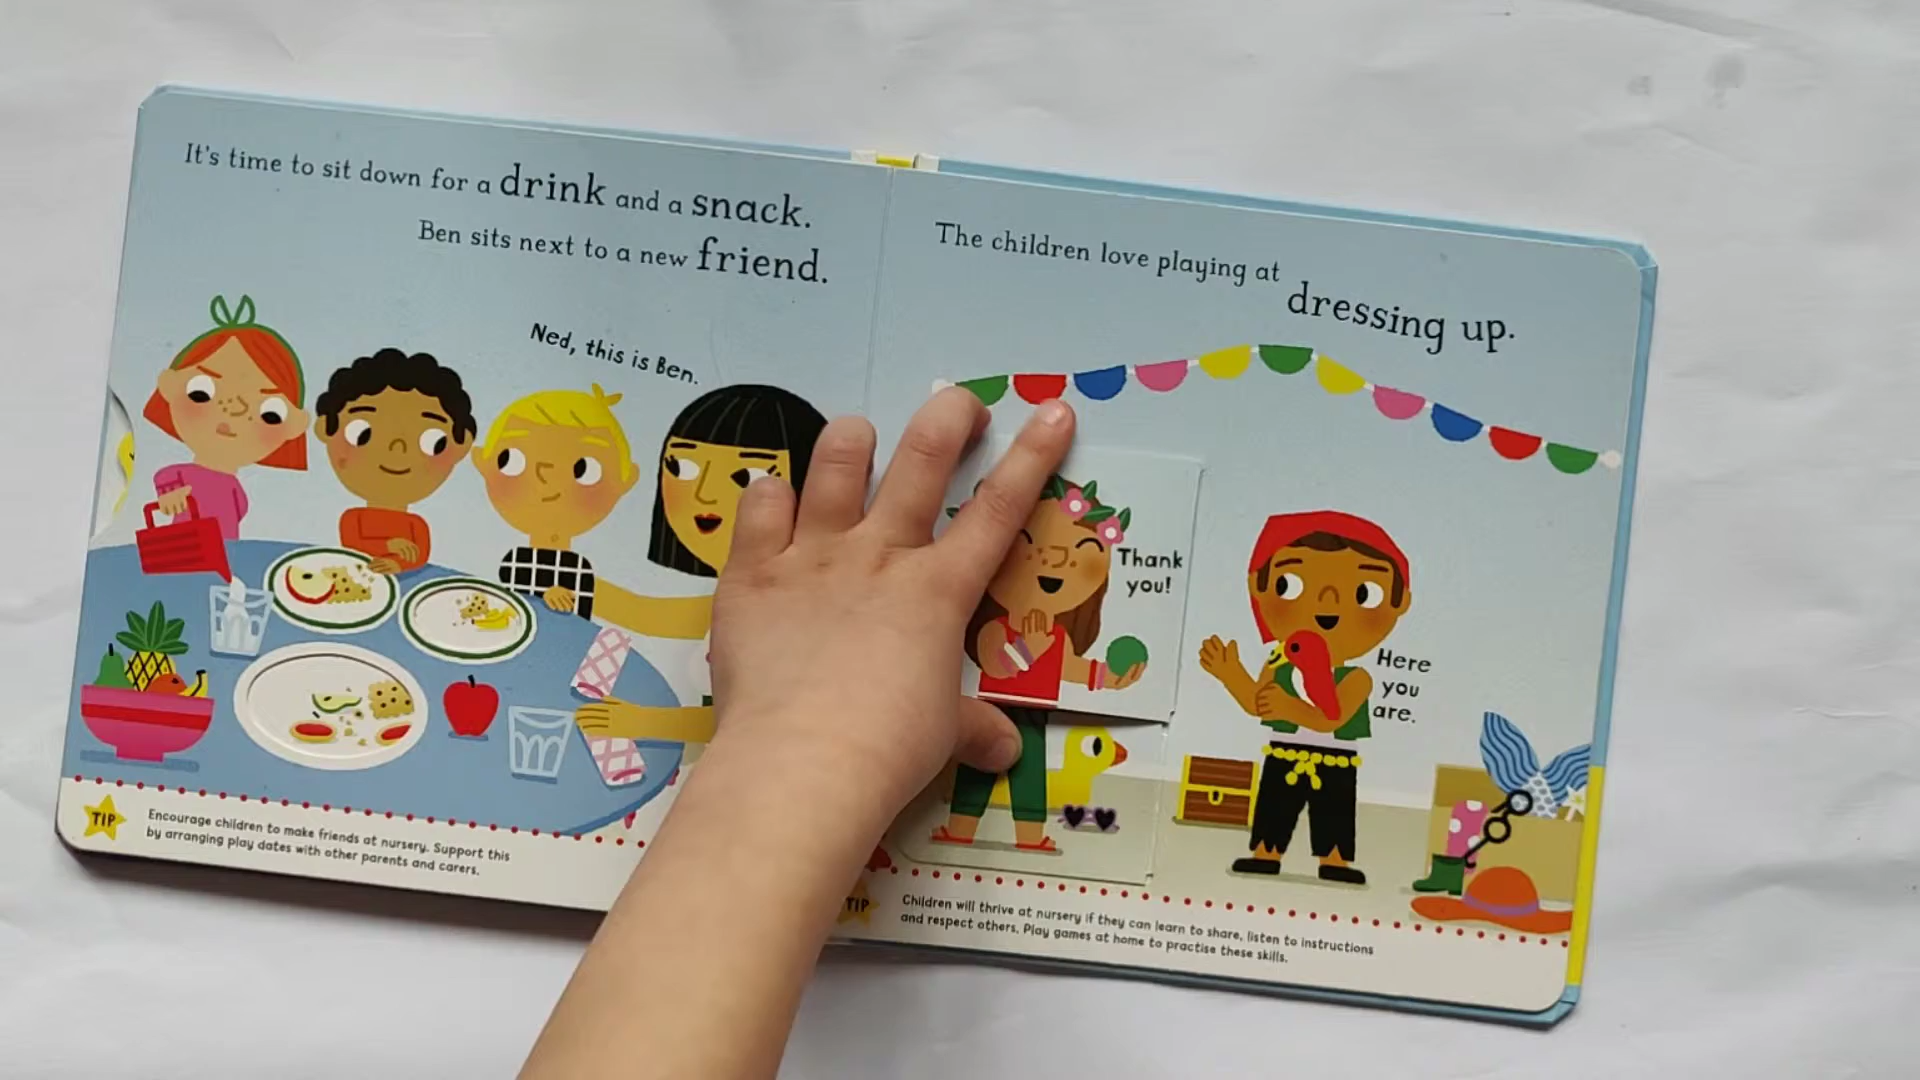 It's time to sit down for a drink and a snack.
Ben sits next to a new friend.
Ned, this is Ben.
TIP
Encourage children to make friends at nursery. Support this
by arranging play dates with other parents and carers.
The children love playing at
dressing up.
Thank
you!
Here
you
are.
TIP
Children will thrive at nursery if they can learn to share, listen to instructions
and respect others. Play games at home to practise these skills.